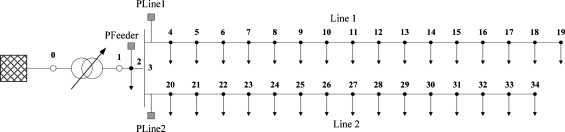 PLine1
Line 1
4 5 6 7 8 9 10 11 12 13 14 15 16 17 18 19
PFeeder
0 1 2 3
20 21 22 23 24 25 26 27 28 29 30 31 32 33 34
PLine2
Line 2